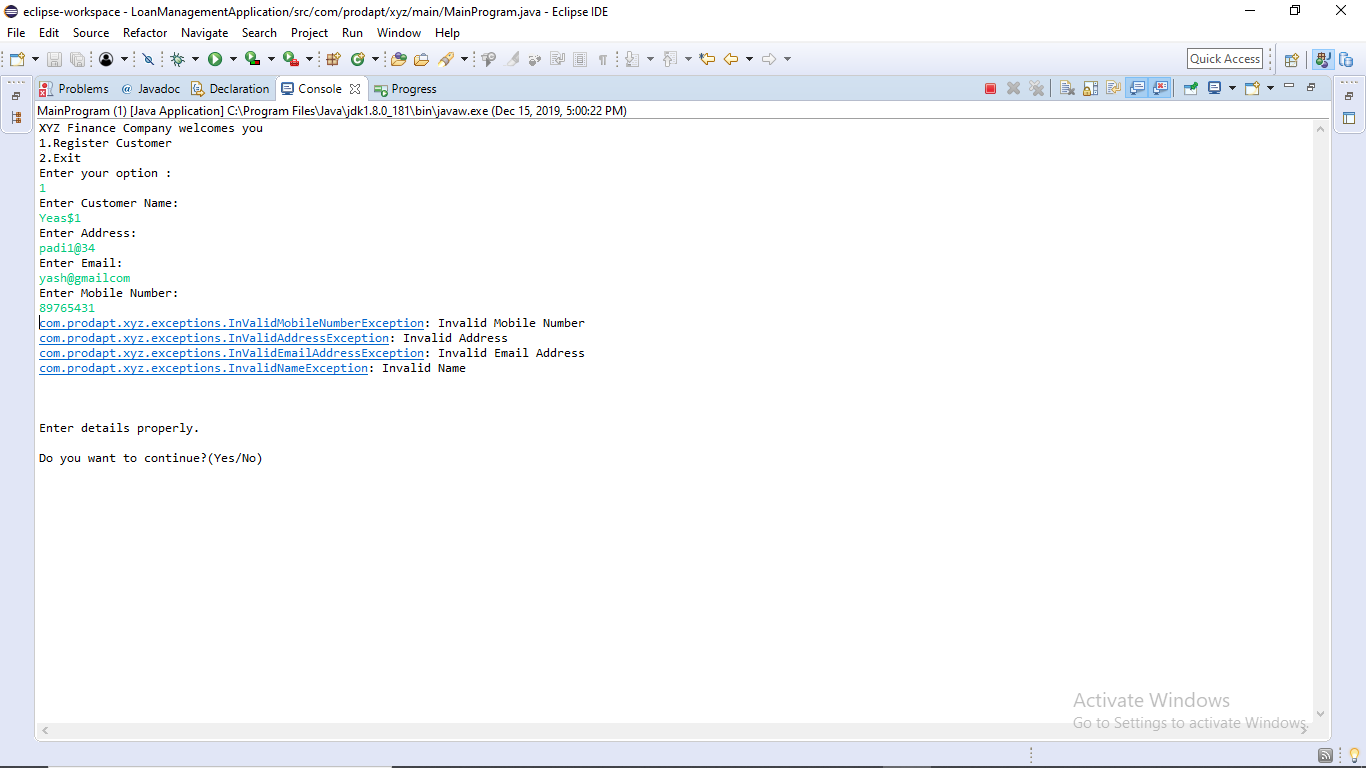 eclipse-workspace - LoanManagementApplication/src/com/prodapt/xyz/main/MainProgram.java - Eclipse IDE
File Edit Source Refactor Navigate Search Project Run Window Help
Quick Access
Problems @ Javadoc Declaration Console Progress
MainProgram (1) [Java Application] C:\Program Files\Java\jdk1.8.0_181\bin\javaw.exe (Dec 15, 2019, 5:00:22 PM)
XYZ Finance Company welcomes you
1.Register Customer
2.Exit
Enter your option :
1
Enter Customer Name:
Yeas$1
Enter Address:
padi1@34
Enter Email:
yash@gmailcom
Enter Mobile Number:
89765431
com.prodapt.xyz.exceptions.InValidMobileNumberException: Invalid Mobile Number
com.prodapt.xyz.exceptions.InValidAddressException: Invalid Address
com.prodapt.xyz.exceptions.InValidEmailAddressException: Invalid Email Address
com.prodapt.xyz.exceptions.InvalidNameException: Invalid Name
Enter details properly.
Do you want to continue?(Yes/No)
Activate Windows
Go to Settings to activate Windows.